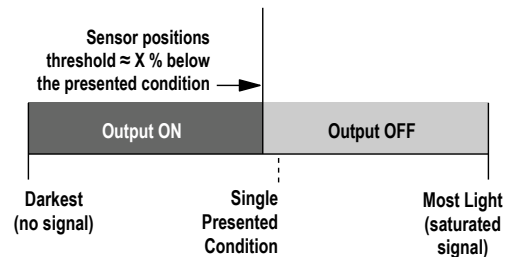 Sensor positions
threshold ≈ X % below
the presented condition
Output ON
Output OFF
Darkest
(no signal)
Single
Presented
Condition
Most Light
(saturated
signal)